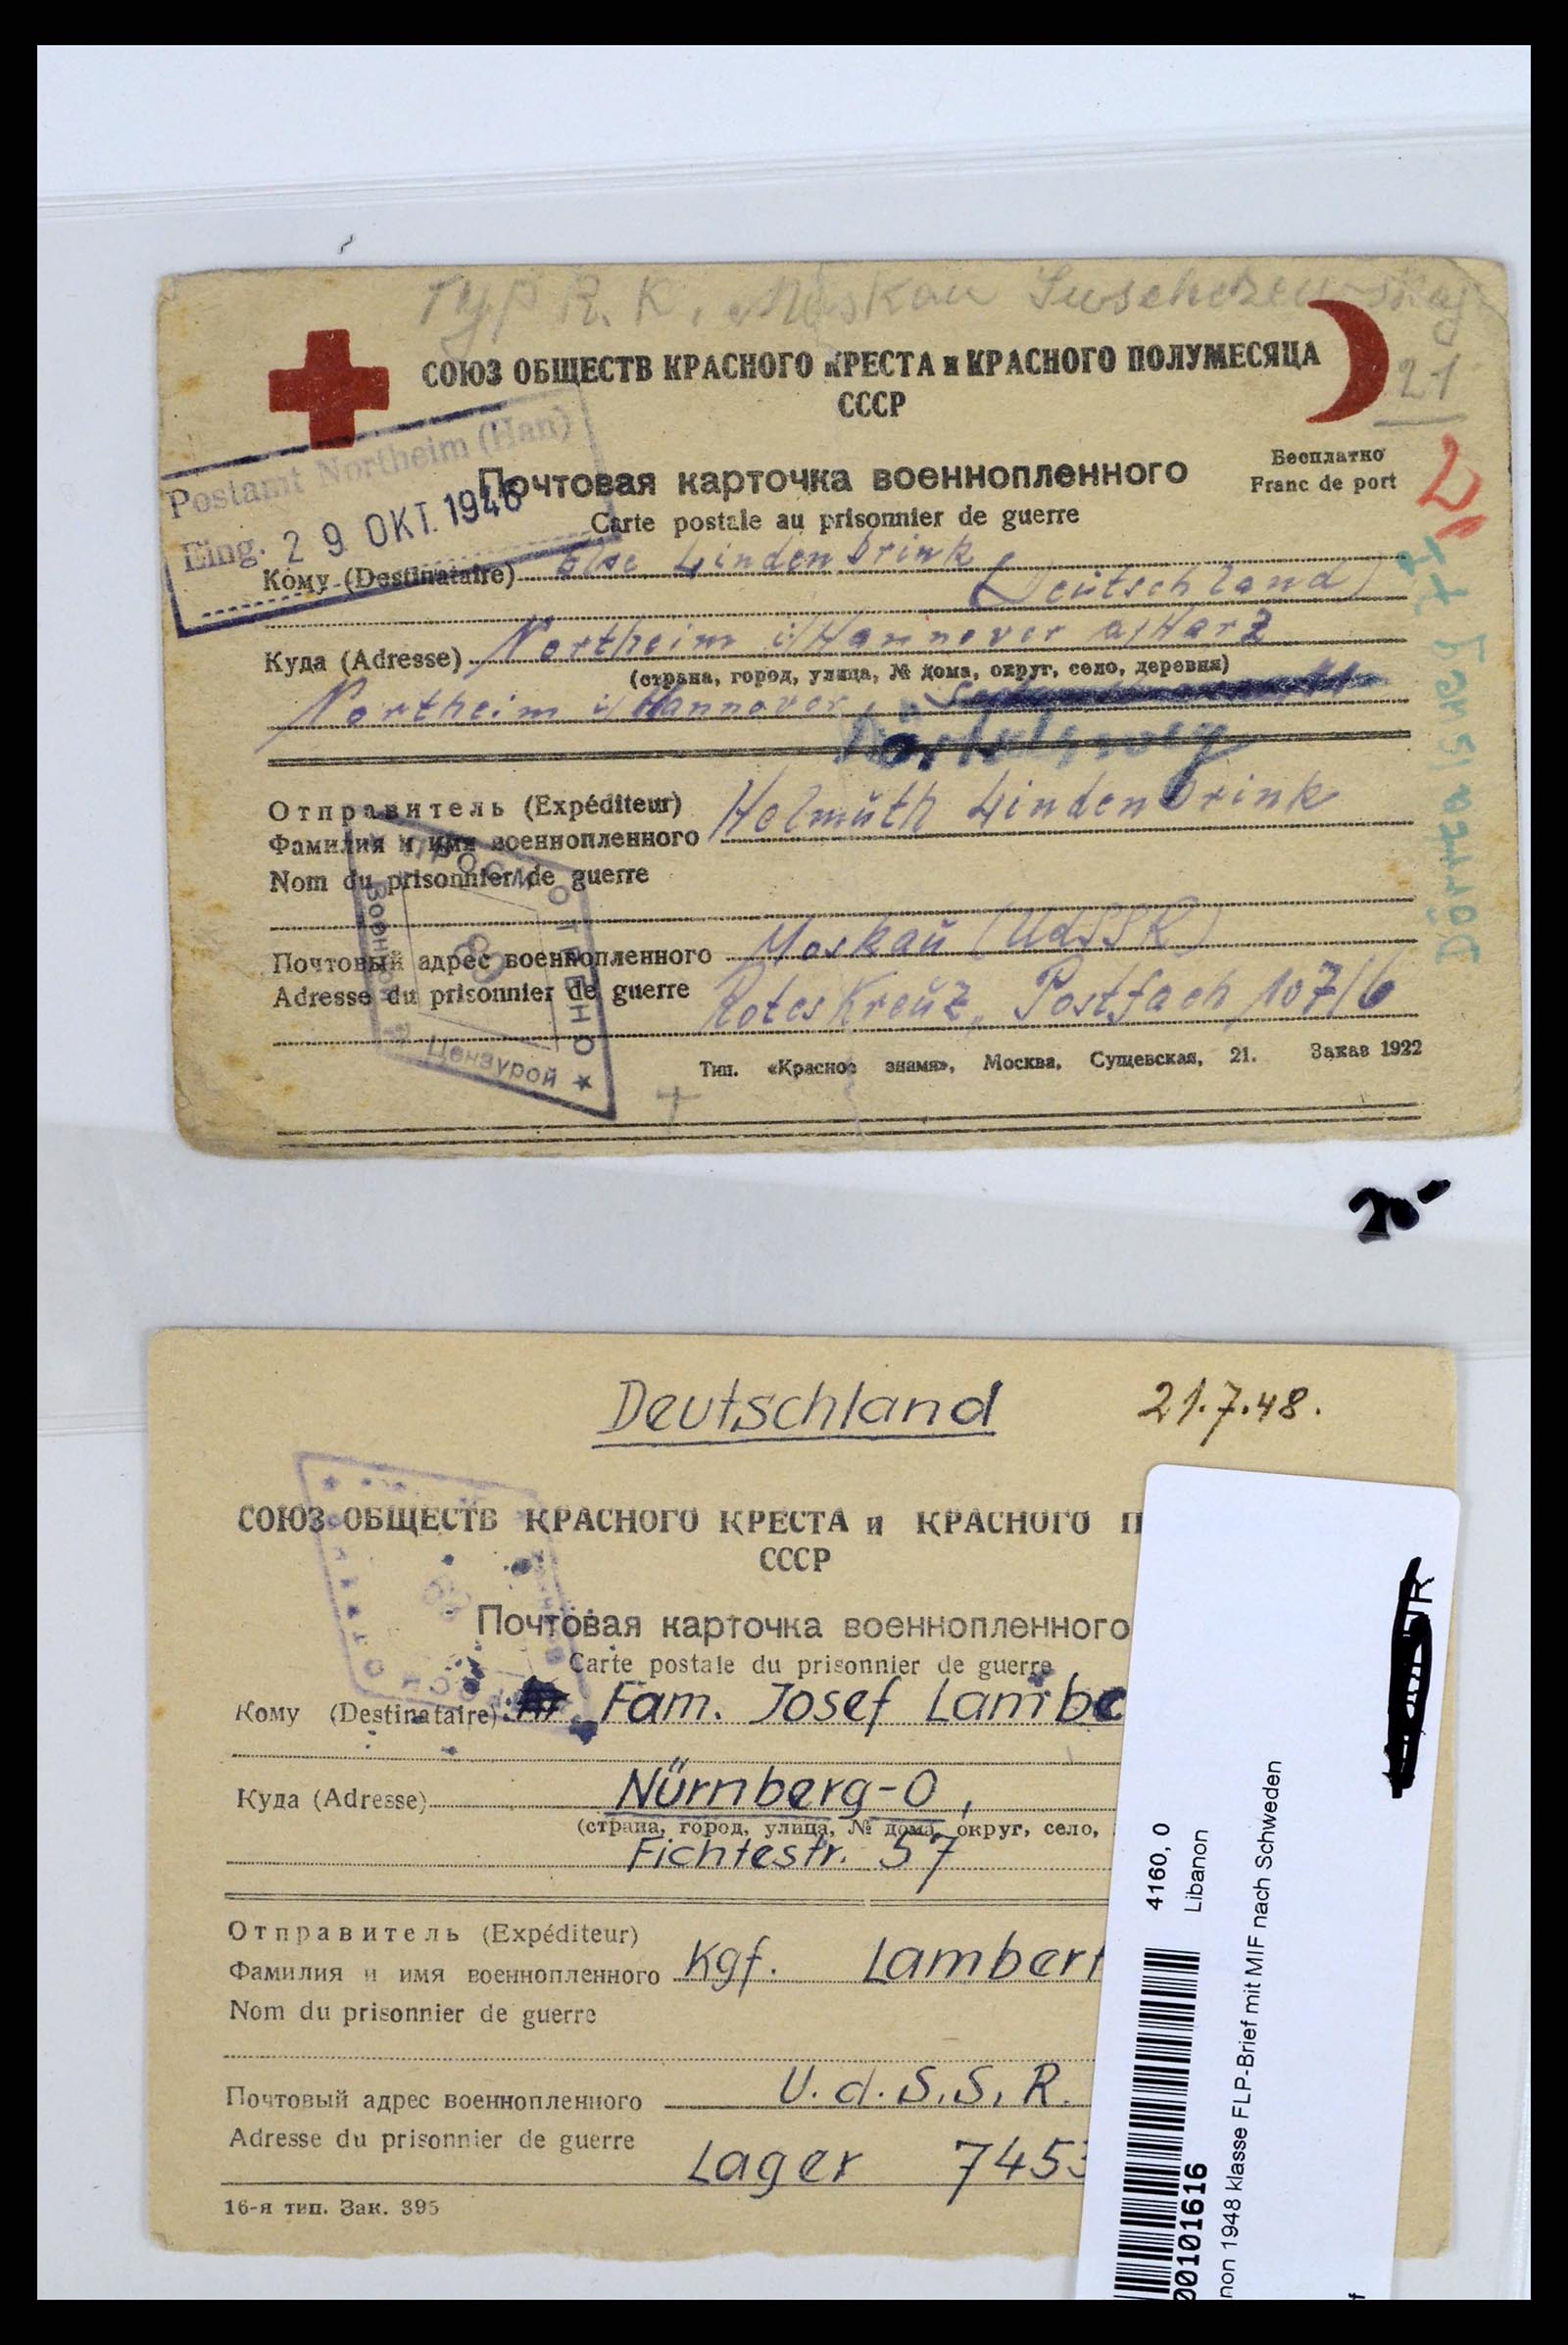 Typ R. K. Moskau
21
СОЮЗ ОБЩЕСТВ КРАСНОГО КРЕСТА и КРАСНОГО ПОЛУМЕСЯЦА
СССР
Postamt Northeim (Han)
Eing. 29. OKT. 1946
Почтовая карточка военнопленного
Бесплатно
Franc de port
Carte postale au prisonnier de guerre
Кому (Destinataire) Else Lindenbrink
(Deutschland)
Куда (Adresse) Northeim i/Hannover a/Harz
(страна, город, улица, № дома, округ, село, деревня)
Northeim i/Hannover,
Отправитель (Expéditeur)
Фамилия и имя военнопленного Helmuth Lindenbrink
Nom du prisonnier de guerre
Почтовый адрес военнопленного Moskau (UdSSR)
Adresse du prisonnier de guerre Rotes Kreuz, Postfach 107/6
Цензурой
Тип. «Красное знамя», Москва, Сущевская, 21. Заказ 1922
20-
Deutschland
21.7.48.
СОЮЗ ОБЩЕСТВ КРАСНОГО КРЕСТА и КРАСНОГО П
СССР
Почтовая карточка военнопленного
Carte postale du prisonnier de guerre
Кому (Destinataire) Fam. Josef Lambe
Куда (Adresse) Nürnberg-O,
(страна, город, улица, № дома, округ, село,
Fichtestr. 57
Отправитель (Expéditeur)
Фамилия и имя военнопленного Kgf. Lambert
Nom du prisonnier de guerre
Почтовый адрес военнопленного U.d.S.S.R.
Adresse du prisonnier de guerre
Lager 7453
16-я тип. Зак. 395
4160, 0
Libanon
00101616
non 1948 klasse FLP-Brief mit MIF nach Schweden